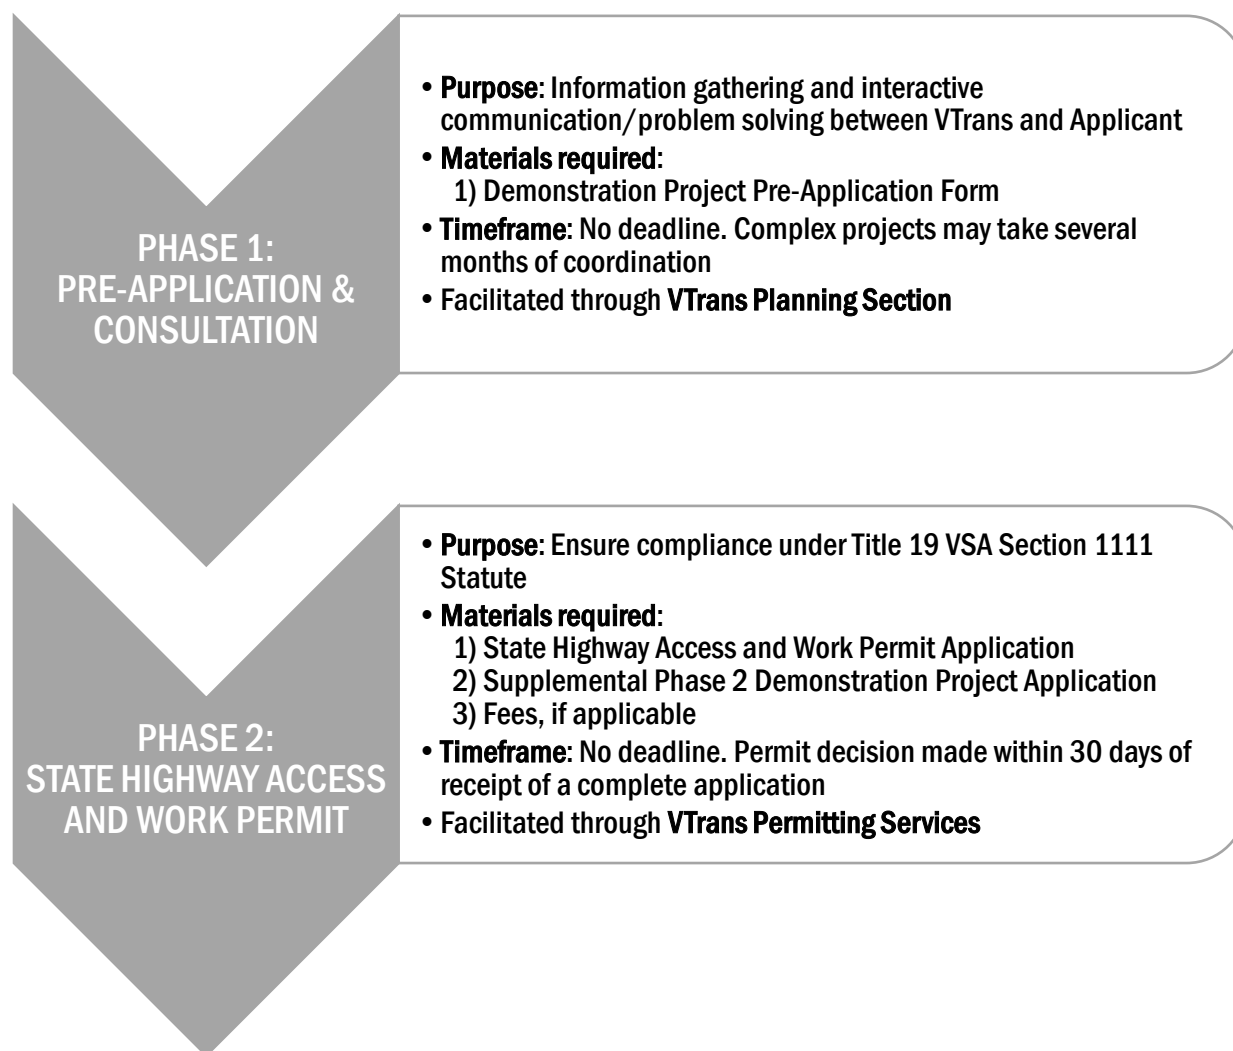 PHASE 1:
PRE-APPLICATION &
CONSULTATION
• Purpose: Information gathering and interactive
communication/problem solving between VTrans and Applicant
• Materials required:
1) Demonstration Project Pre-Application Form
• Timeframe: No deadline. Complex projects may take several
months of coordination
• Facilitated through VTrans Planning Section
PHASE 2:
STATE HIGHWAY ACCESS
AND WORK PERMIT
• Purpose: Ensure compliance under Title 19 VSA Section 1111
Statute
• Materials required:
1) State Highway Access and Work Permit Application
2) Supplemental Phase 2 Demonstration Project Application
3) Fees, if applicable
• Timeframe: No deadline. Permit decision made within 30 days of
receipt of a complete application
• Facilitated through VTrans Permitting Services